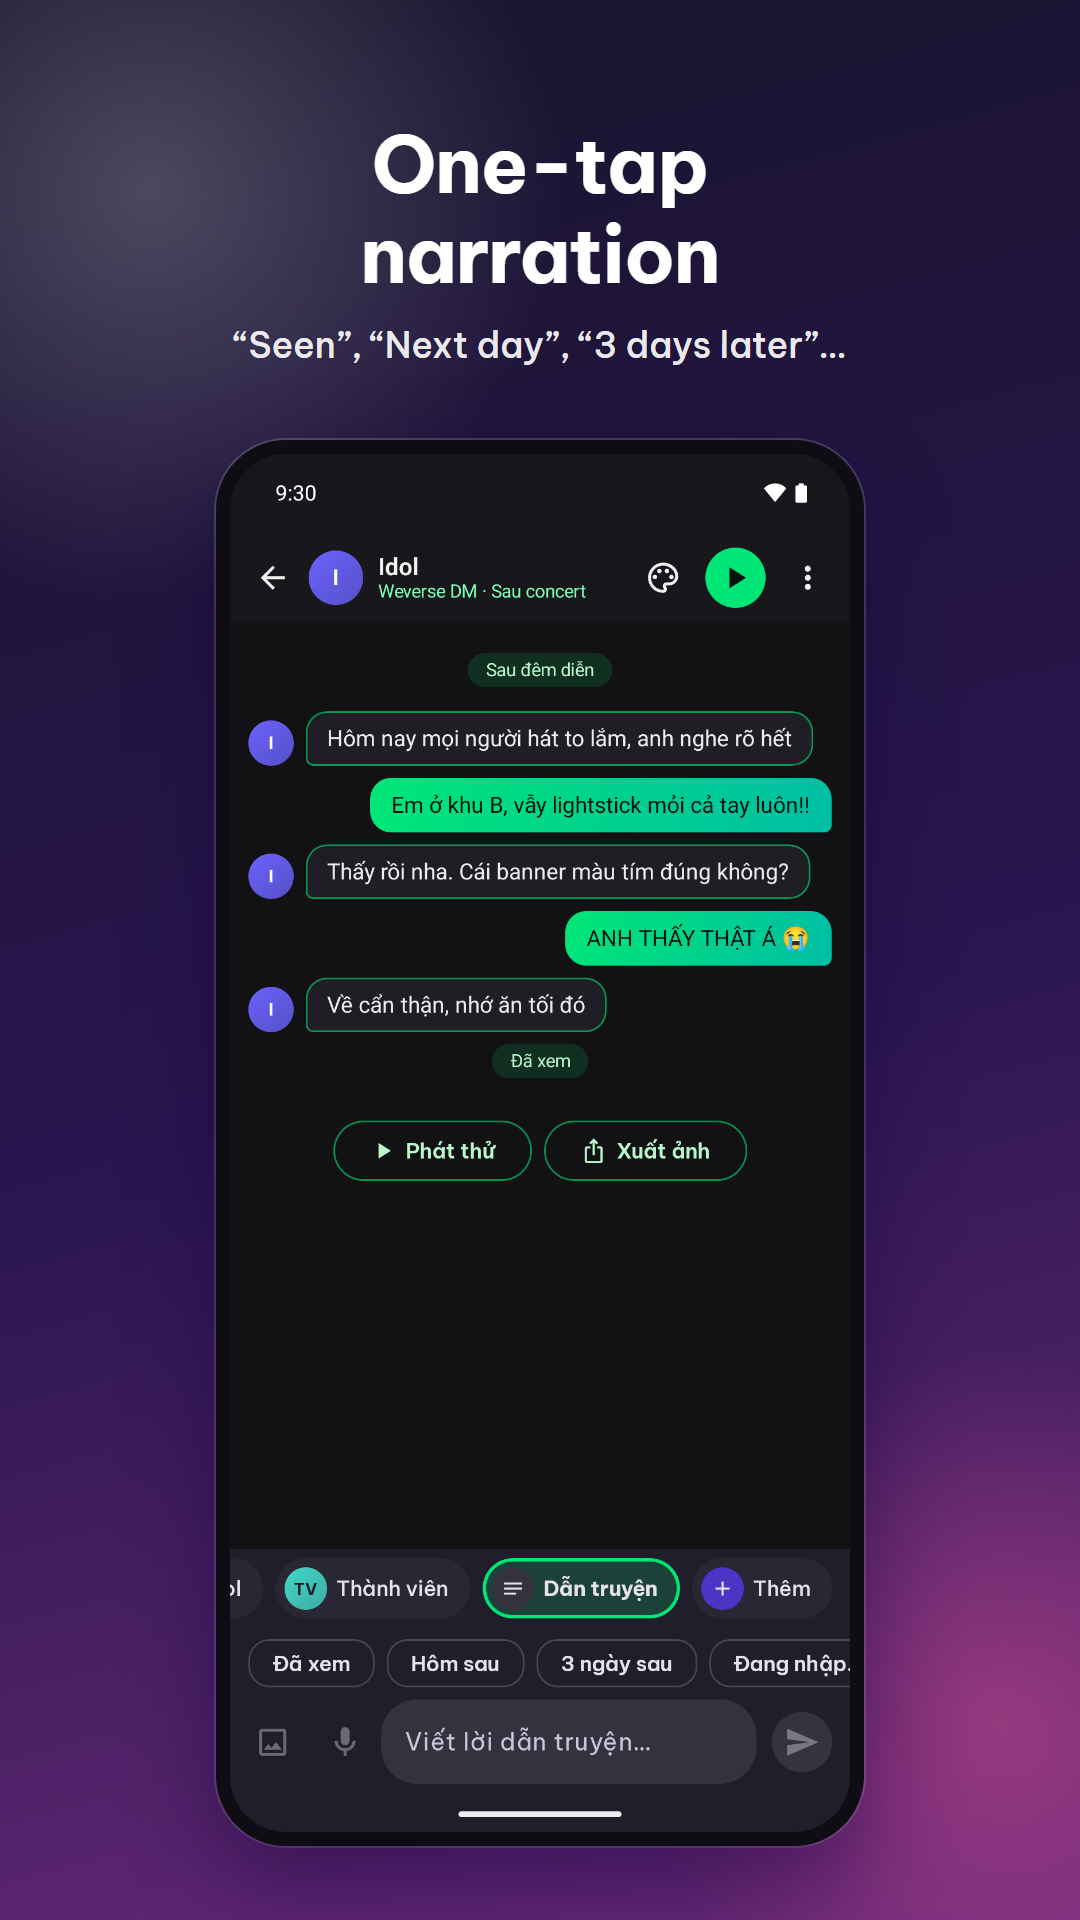 One-tap
narration
“Seen”, “Next day”, “3 days later”...
9:30
I
Idol
Weverse DM · Sau concert
Sau đêm diễn
I
Hôm nay mọi người hát to lắm, anh nghe rõ hết
Em ở khu B, vẫy lightstick mỏi cả tay luôn!!
I
Thấy rồi nha. Cái banner màu tím đúng không?
ANH THẤY THẬT Á 😭
I
Về cẩn thận, nhớ ăn tối đó
Đã xem
Phát thử
Xuất ảnh
ol
TV
Thành viên
Dẫn truyện
Thêm
Đã xem
Hôm sau
3 ngày sau
Đang nhập.
Viết lời dẫn truyện...